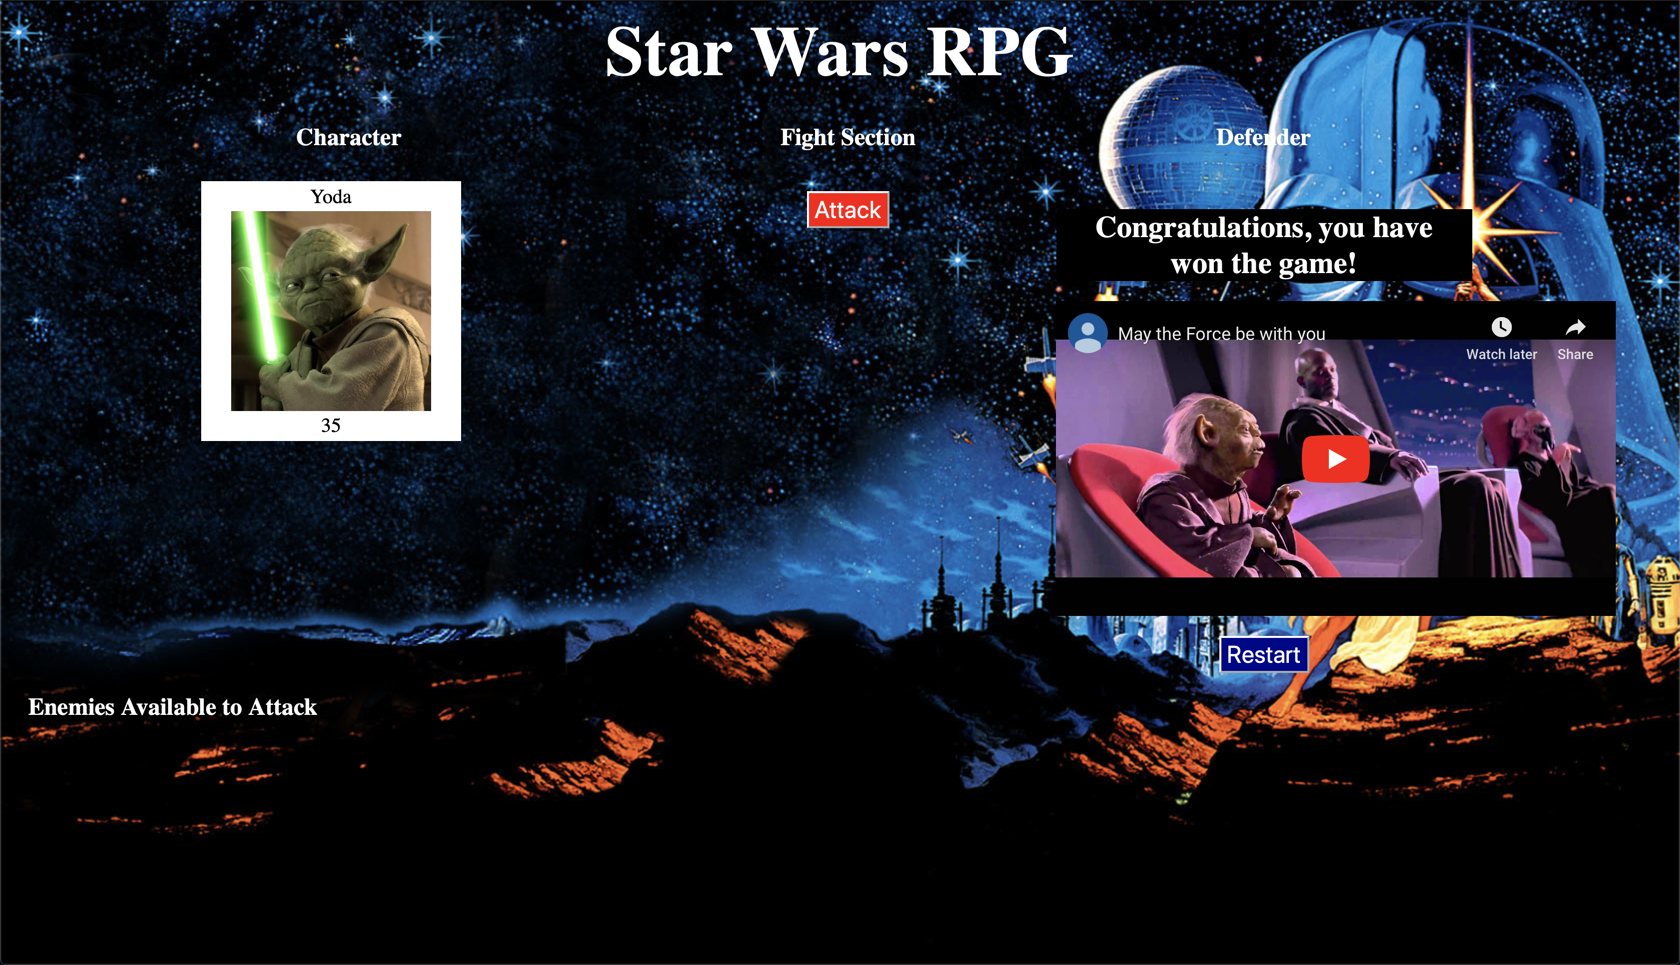 Star Wars RPG
Character
Fight Section
Defender
Yoda
35
Attack
Congratulations, you have
won the game!
May the Force be with you
Watch later
Share
Restart
Enemies Available to Attack